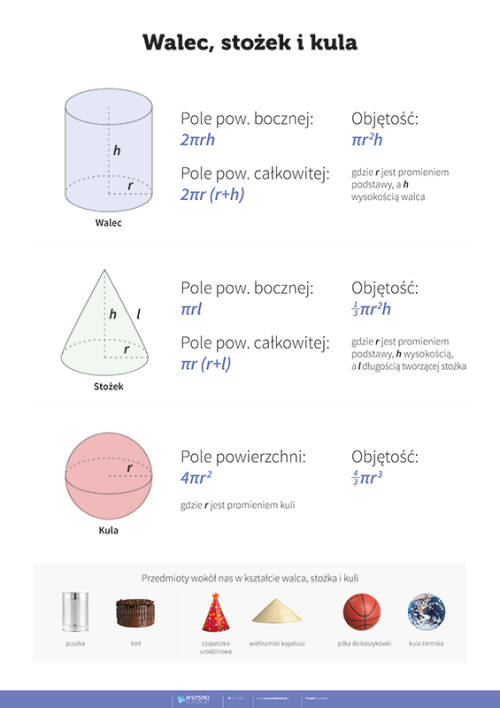 Walec, stożek i kula
h
r
Walec
Pole pow. bocznej:
2πrh
Pole pow. całkowitej:
2πr (r+h)
Objętość:
πr²h
gdzie r jest promieniem
podstawy, a h
wysokością walca
h
l
r
Stożek
Pole pow. bocznej:
πrl
Pole pow. całkowitej:
πr (r+l)
Objętość:
⅓πr²h
gdzie r jest promieniem
podstawy, h wysokością,
a l długością tworzącej stożka
r
Kula
Pole powierzchni:
4πr²
gdzie r jest promieniem kuli
Objętość:
4/3πr³
Przedmioty wokół nas w kształcie walca, stożka i kuli
puszka
tort
czapeczka
urodzinowa
wietnamski kapelusz
piłka do koszykówki
kula ziemska